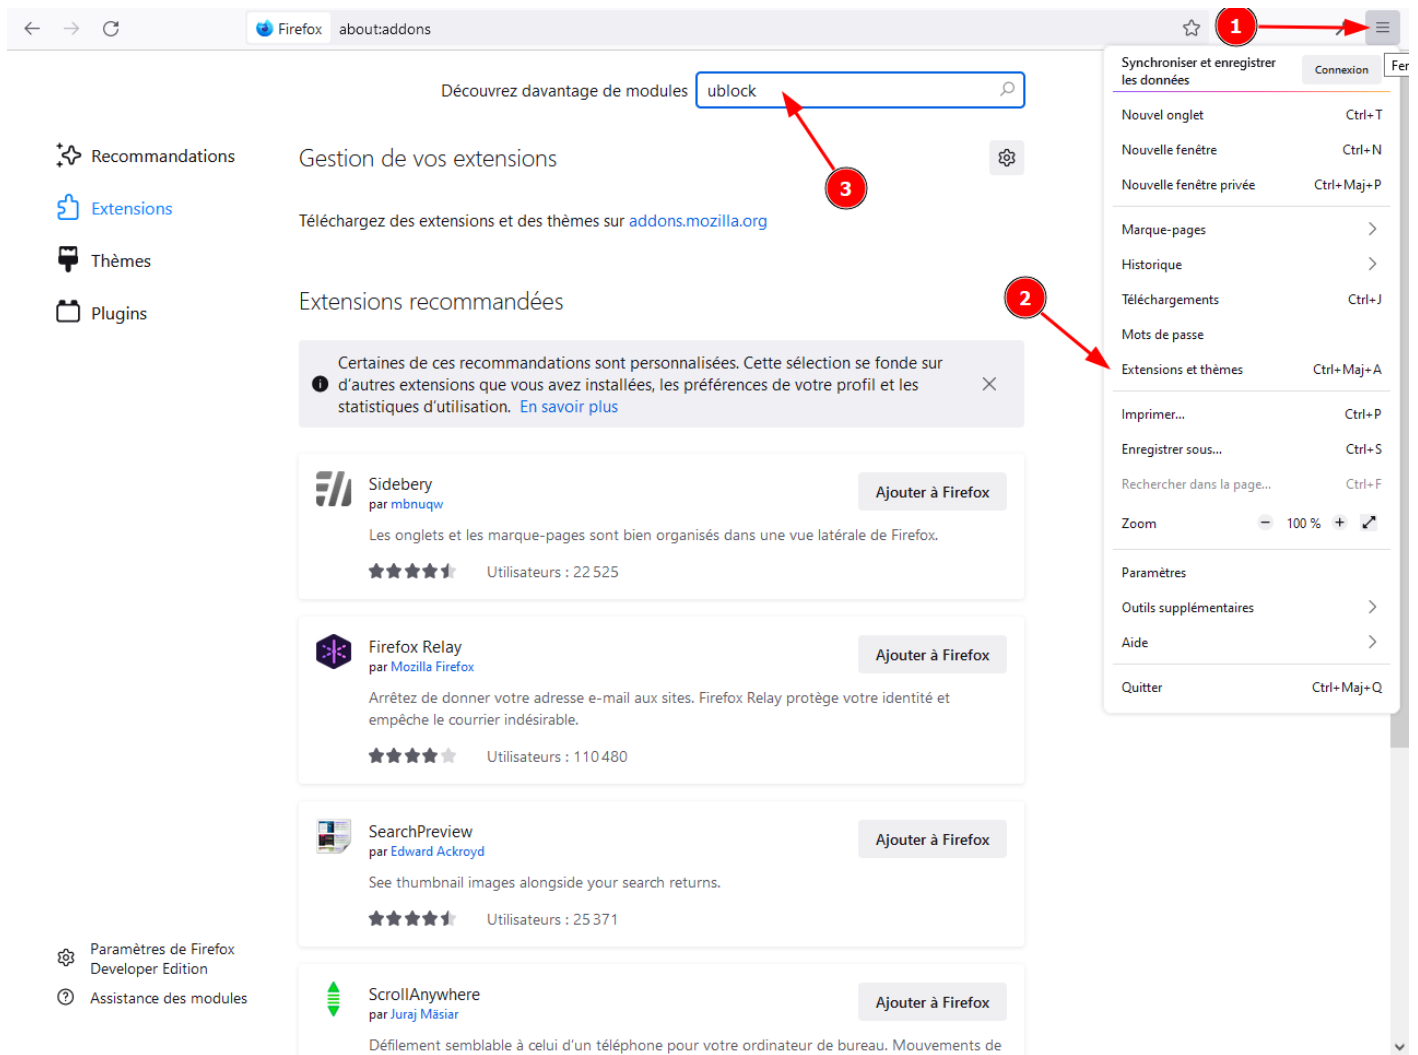 Firefox about:addons
1
Découvrez davantage de modules ublock
3
Recommandations
Extensions
Thèmes
Plugins
Gestion de vos extensions
Téléchargez des extensions et des thèmes sur addons.mozilla.org
Extensions recommandées
Certaines de ces recommandations sont personnalisées. Cette sélection se fonde sur
d’autres extensions que vous avez installées, les préférences de votre profil et les
statistiques d’utilisation. En savoir plus
Sidebery
par mbnuqw
Ajouter à Firefox
Les onglets et les marque-pages sont bien organisés dans une vue latérale de Firefox.
Utilisateurs : 22 525
Firefox Relay
par Mozilla Firefox
Ajouter à Firefox
Arrêtez de donner votre adresse e-mail aux sites. Firefox Relay protège votre identité et
empêche le courrier indésirable.
Utilisateurs : 110 480
SearchPreview
par Edward Ackroyd
Ajouter à Firefox
See thumbnail images alongside your search returns.
Utilisateurs : 25 371
ScrollAnywhere
par Juraj Mäsiar
Ajouter à Firefox
Défilement semblable à celui d’un téléphone pour votre ordinateur de bureau. Mouvements de
Paramètres de Firefox
Developer Edition
Assistance des modules
Synchroniser et enregistrer
les données
Connexion
Fer
Nouvel onglet Ctrl+T
Nouvelle fenêtre Ctrl+N
Nouvelle fenêtre privée Ctrl+Maj+P
Marque-pages
Historique
Téléchargements Ctrl+J
Mots de passe
2
Extensions et thèmes Ctrl+Maj+A
Imprimer... Ctrl+P
Enregistrer sous... Ctrl+S
Rechercher dans la page... Ctrl+F
Zoom − 100 % +
Paramètres
Outils supplémentaires
Aide
Quitter Ctrl+Maj+Q